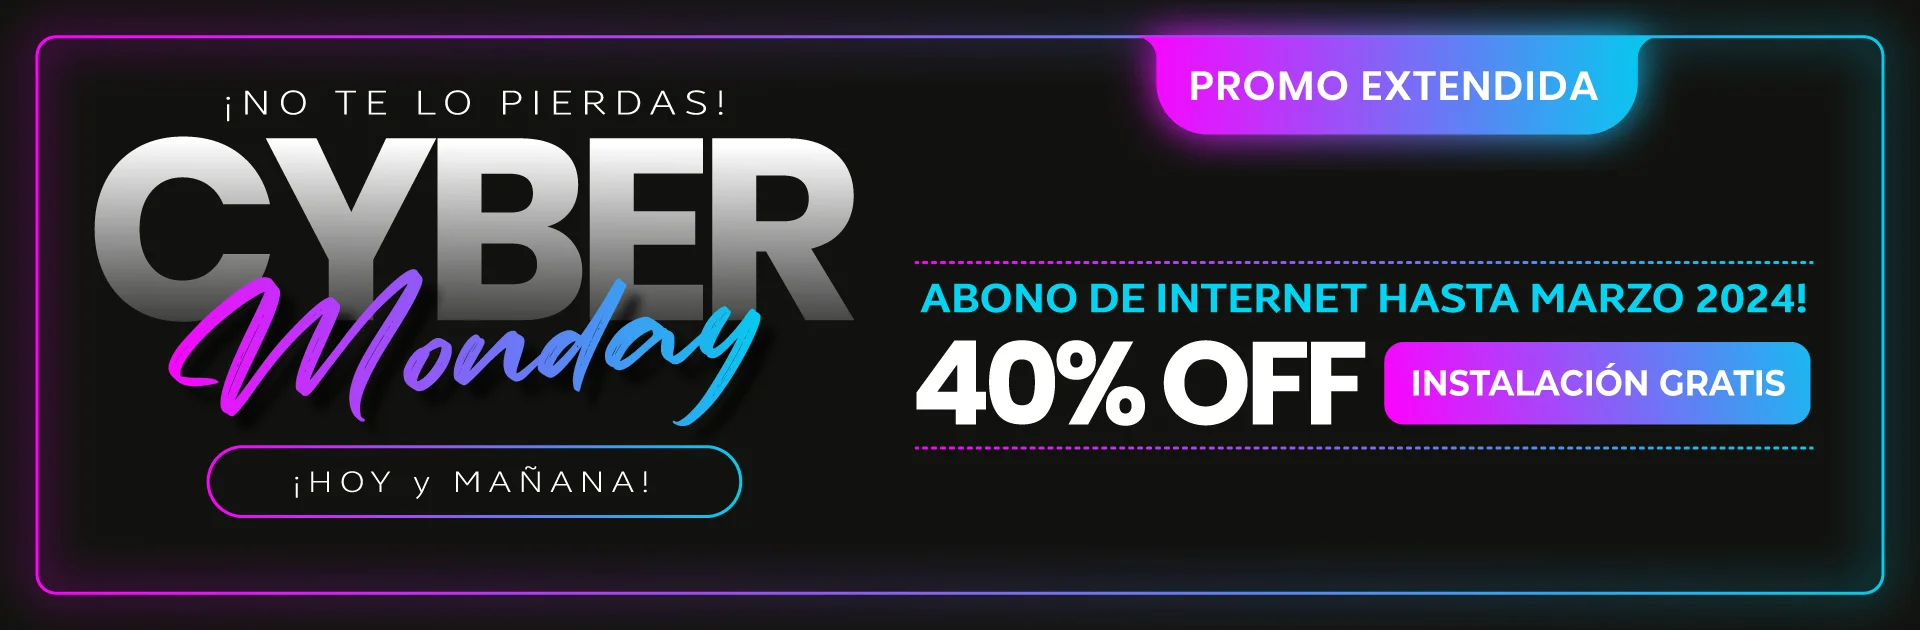 ¡NO TE LO PIERDAS!
CYBER
Monday
¡HOY y MAÑANA!
PROMO EXTENDIDA
ABONO DE INTERNET HASTA MARZO 2024!
40% OFF INSTALACIÓN GRATIS